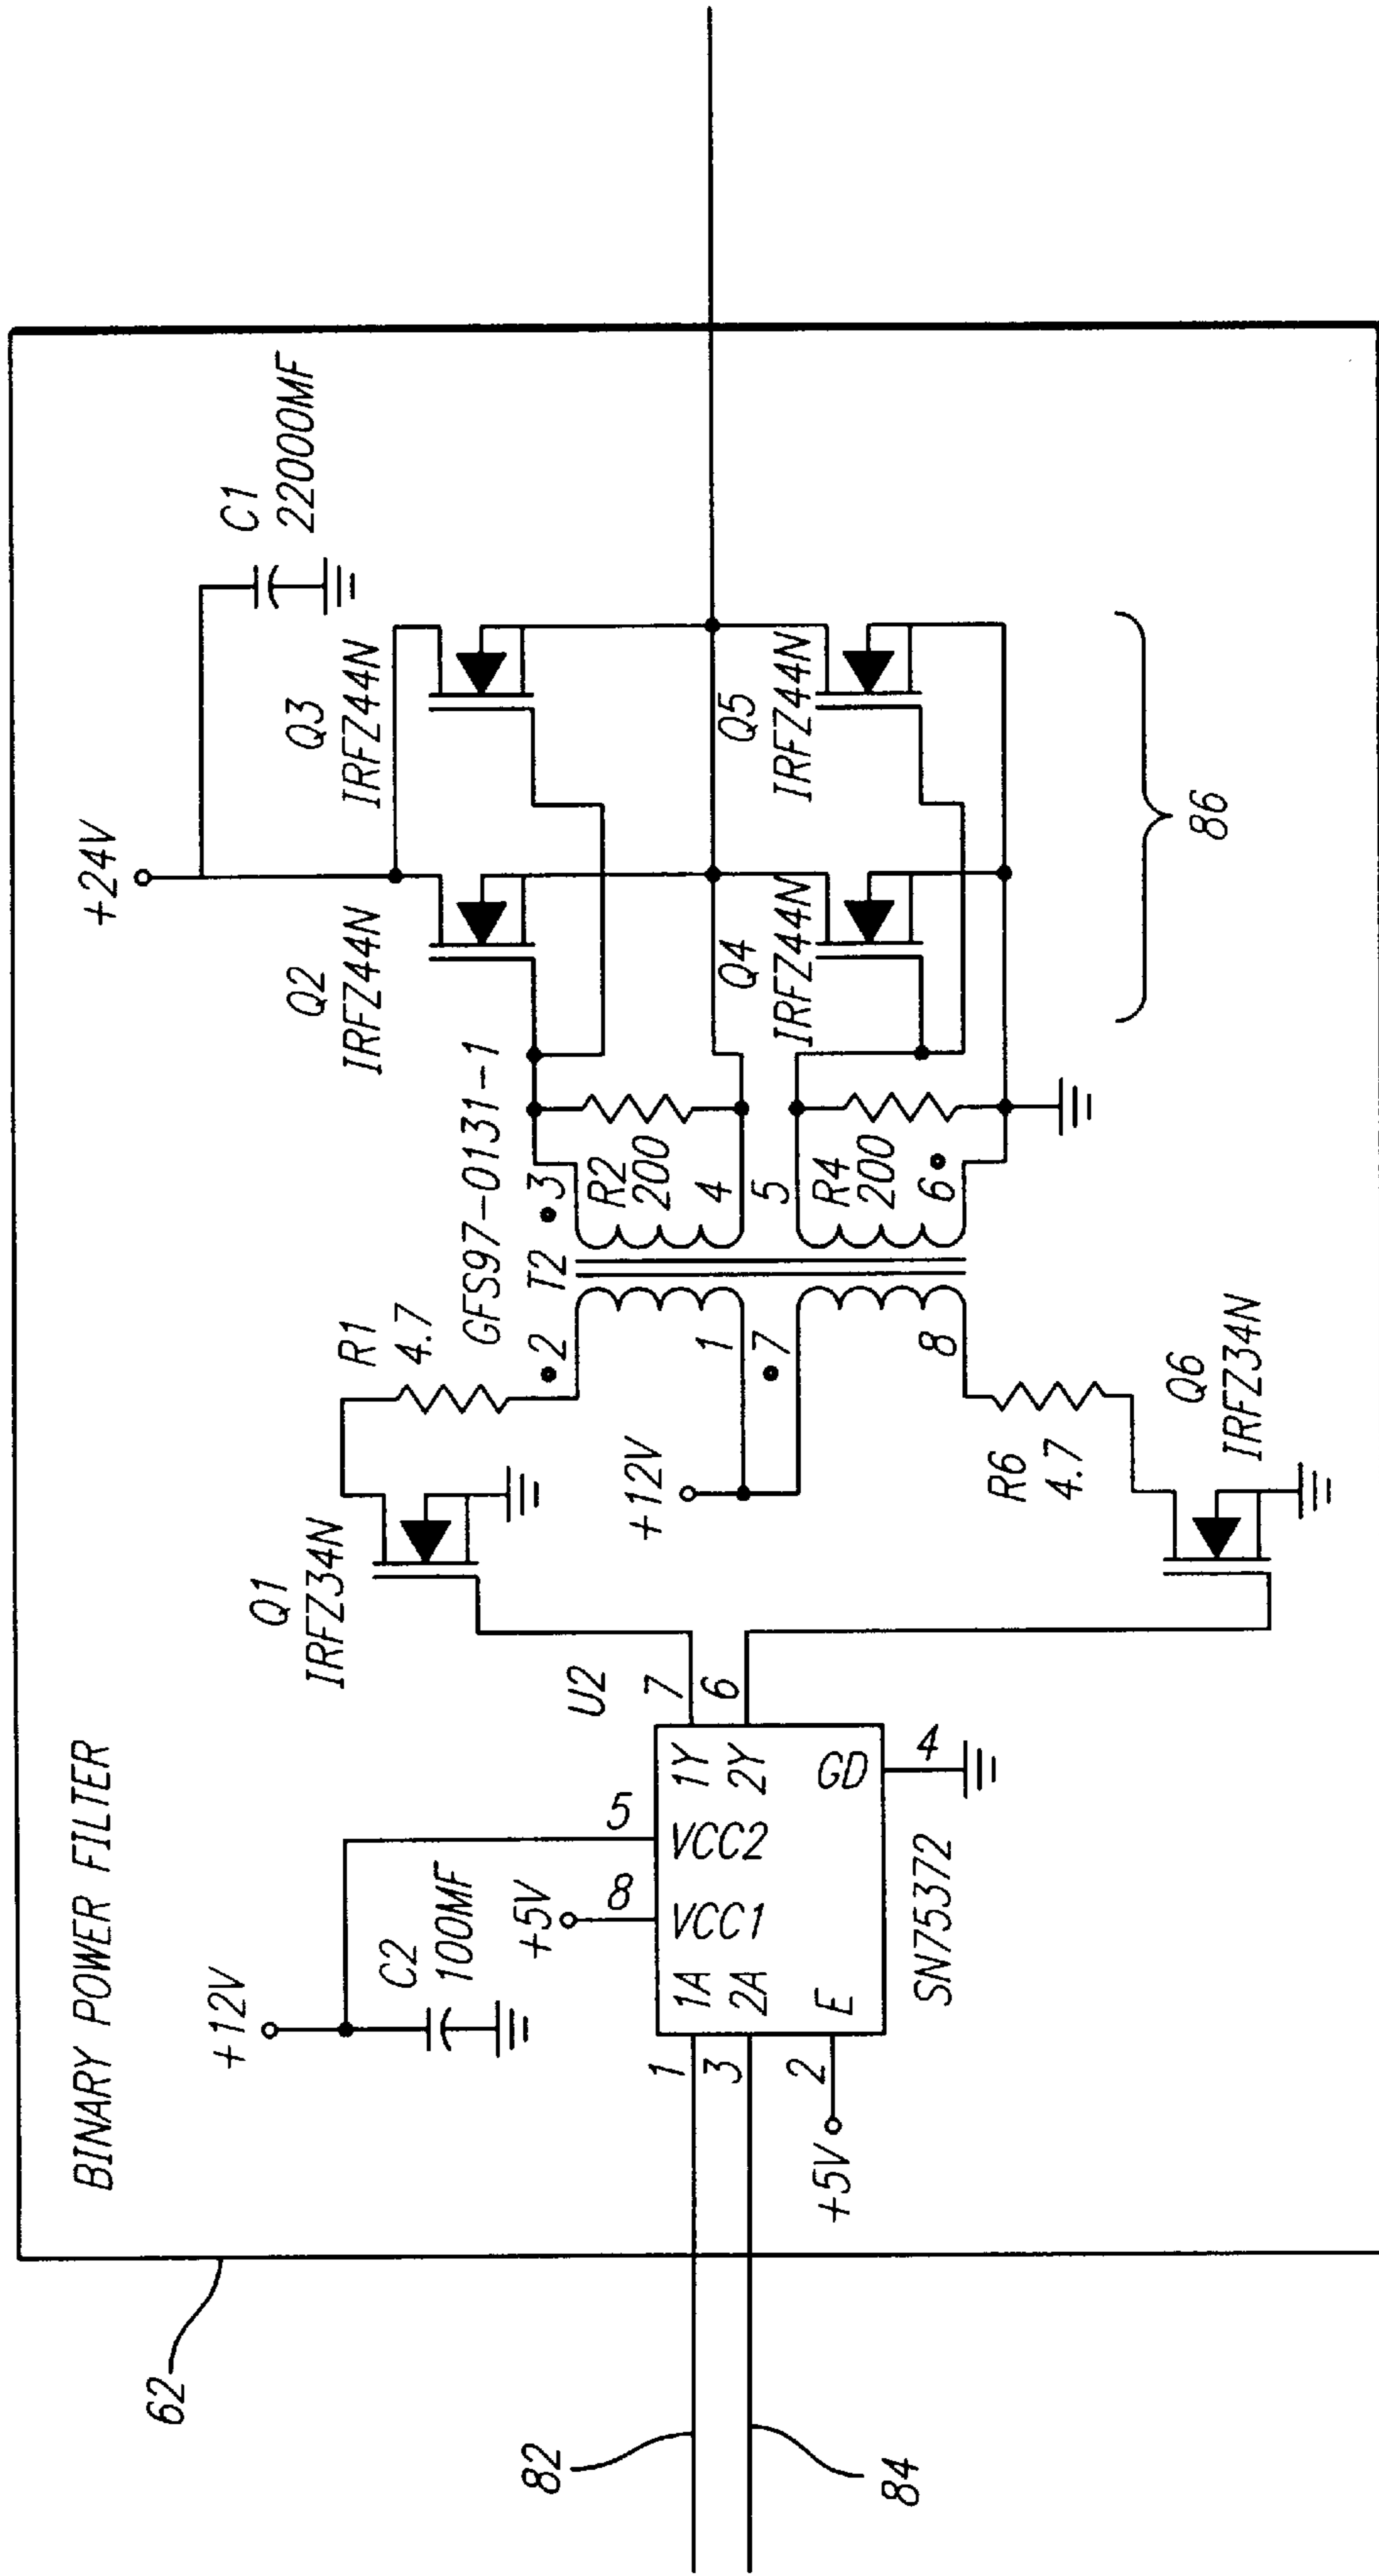 BINARY POWER FILTER
62
82
84
+12V
C2
100MF
+5V
8
5
VCC1
VCC2
1A
2A
E
1Y
2Y
GD
1
3
2
+5V
7
6
4
U2
SN75372
Q1
IRFZ34N
R1
4.7
+12V
R6
4.7
Q6
IRFZ34N
GFS97-0131-1
T2
2
1
7
8
3
4
5
6
R2
200
R4
200
+24V
C1
22000MF
Q2
IRFZ44N
Q3
IRFZ44N
Q4
IRFZ44N
Q5
IRFZ44N
86